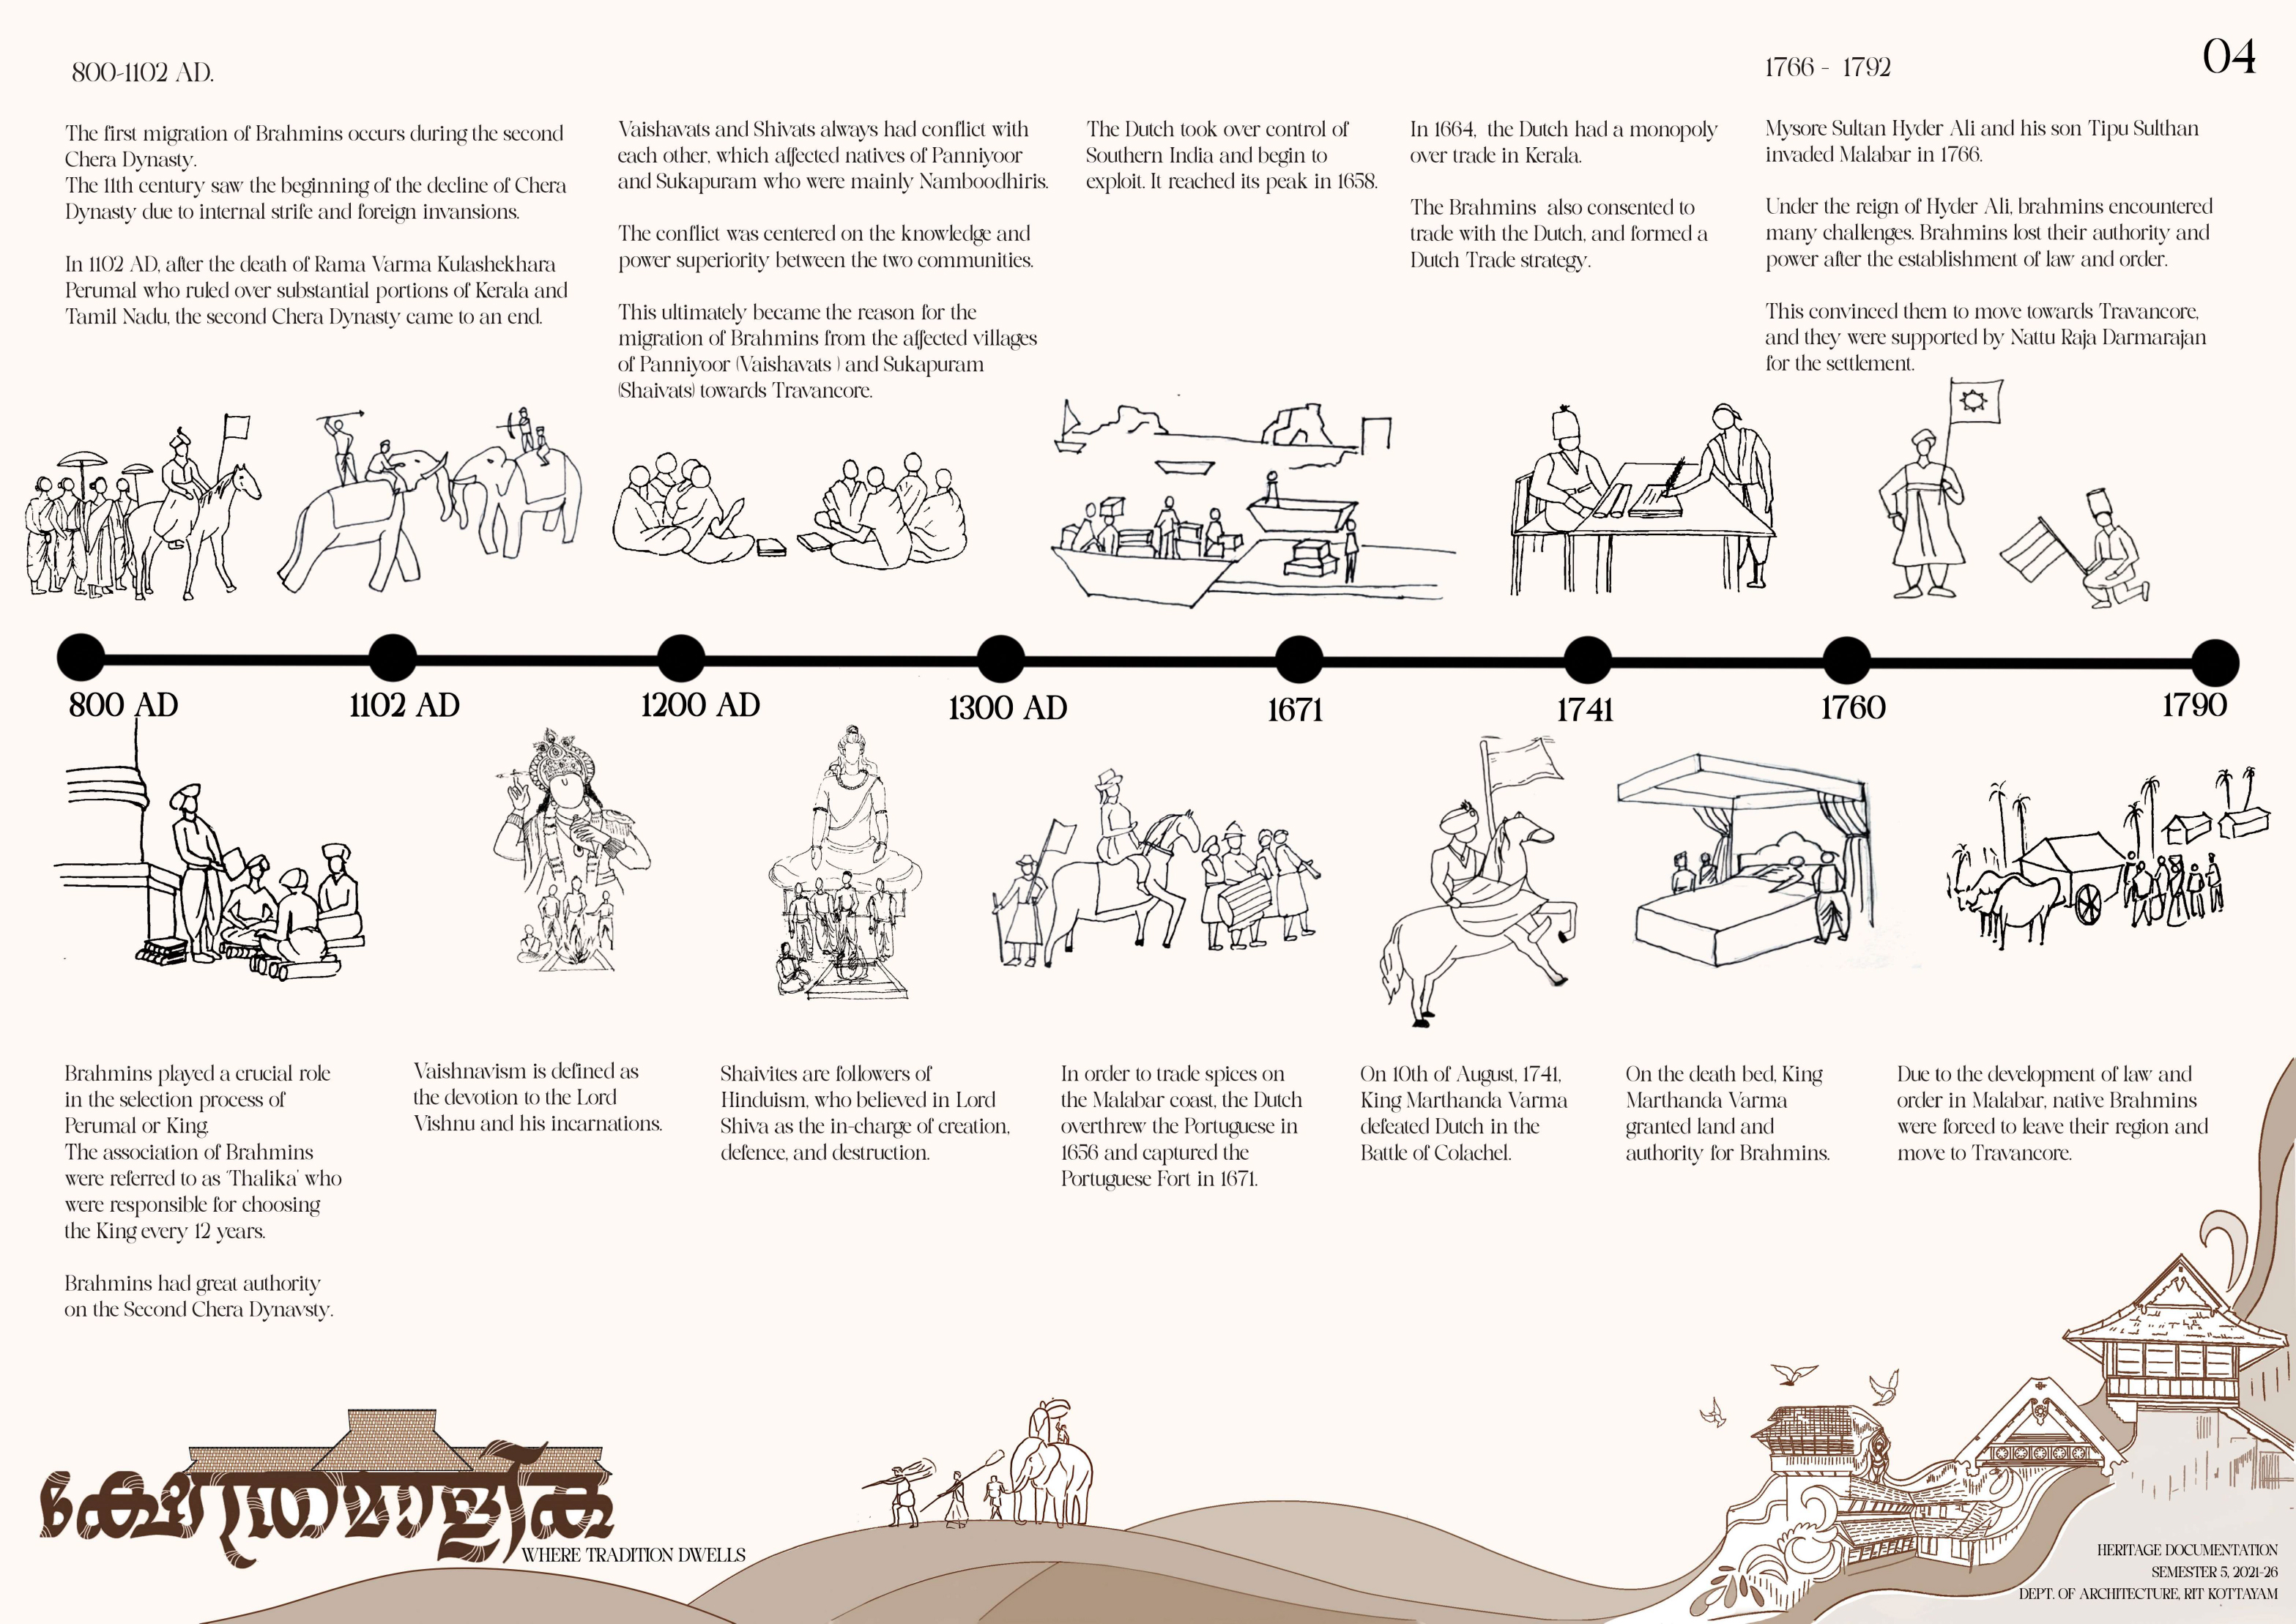 800-1102 AD.
1766 - 1792
04
The first migration of Brahmins occurs during the second
Chera Dynasty.
The 11th century saw the beginning of the decline of Chera
Dynasty due to internal strife and foreign invansions.
In 1102 AD, after the death of Rama Varma Kulashekhara
Perumal who ruled over substantial portions of Kerala and
Tamil Nadu, the second Chera Dynasty came to an end.
Vaishavats and Shivats always had conflict with
each other, which affected natives of Panniyoor
and Sukapuram who were mainly Namboodhiris.
The conflict was centered on the knowledge and
power superiority between the two communities.
This ultimately became the reason for the
migration of Brahmins from the affected villages
of Panniyoor (Vaishavats ) and Sukapuram
(Shaivats) towards Travancore.
The Dutch took over control of
Southern India and begin to
exploit. It reached its peak in 1658.
In 1664, the Dutch had a monopoly
over trade in Kerala.
The Brahmins also consented to
trade with the Dutch, and formed a
Dutch Trade strategy.
Mysore Sultan Hyder Ali and his son Tipu Sulthan
invaded Malabar in 1766.
Under the reign of Hyder Ali, brahmins encountered
many challenges. Brahmins lost their authority and
power after the establishment of law and order.
This convinced them to move towards Travancore,
and they were supported by Nattu Raja Darmarajan
for the settlement.
800 AD
1102 AD
1200 AD
1300 AD
1671
1741
1760
1790
Brahmins played a crucial role
in the selection process of
Perumal or King.
The association of Brahmins
were referred to as 'Thalika' who
were responsible for choosing
the King every 12 years.
Brahmins had great authority
on the Second Chera Dynavsty.
Vaishnavism is defined as
the devotion to the Lord
Vishnu and his incarnations.
Shaivites are followers of
Hinduism, who believed in Lord
Shiva as the in-charge of creation,
defence, and destruction.
In order to trade spices on
the Malabar coast, the Dutch
overthrew the Portuguese in
1656 and captured the
Portuguese Fort in 1671.
On 10th of August, 1741,
King Marthanda Varma
defeated Dutch in the
Battle of Colachel.
On the death bed, King
Marthanda Varma
granted land and
authority for Brahmins.
Due to the development of law and
order in Malabar, native Brahmins
were forced to leave their region and
move to Travancore.
ക്ഷേത്രമാളിക
WHERE TRADITION DWELLS
HERITAGE DOCUMENTATION
SEMESTER 5, 2021-26
DEPT. OF ARCHITECTURE, RIT KOTTAYAM